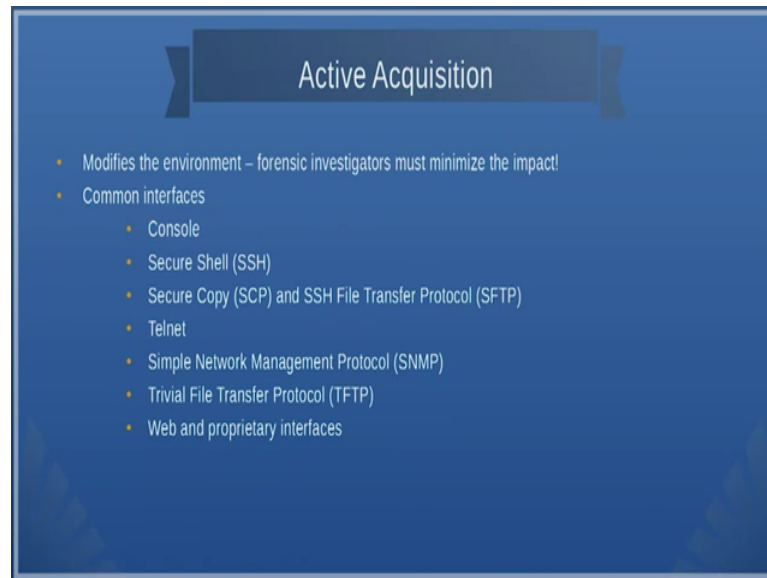 Active Acquisition
Modifies the environment – forensic investigators must minimize the impact!
Common interfaces
Console
Secure Shell (SSH)
Secure Copy (SCP) and SSH File Transfer Protocol (SFTP)
Telnet
Simple Network Management Protocol (SNMP)
Trivial File Transfer Protocol (TFTP)
Web and proprietary interfaces